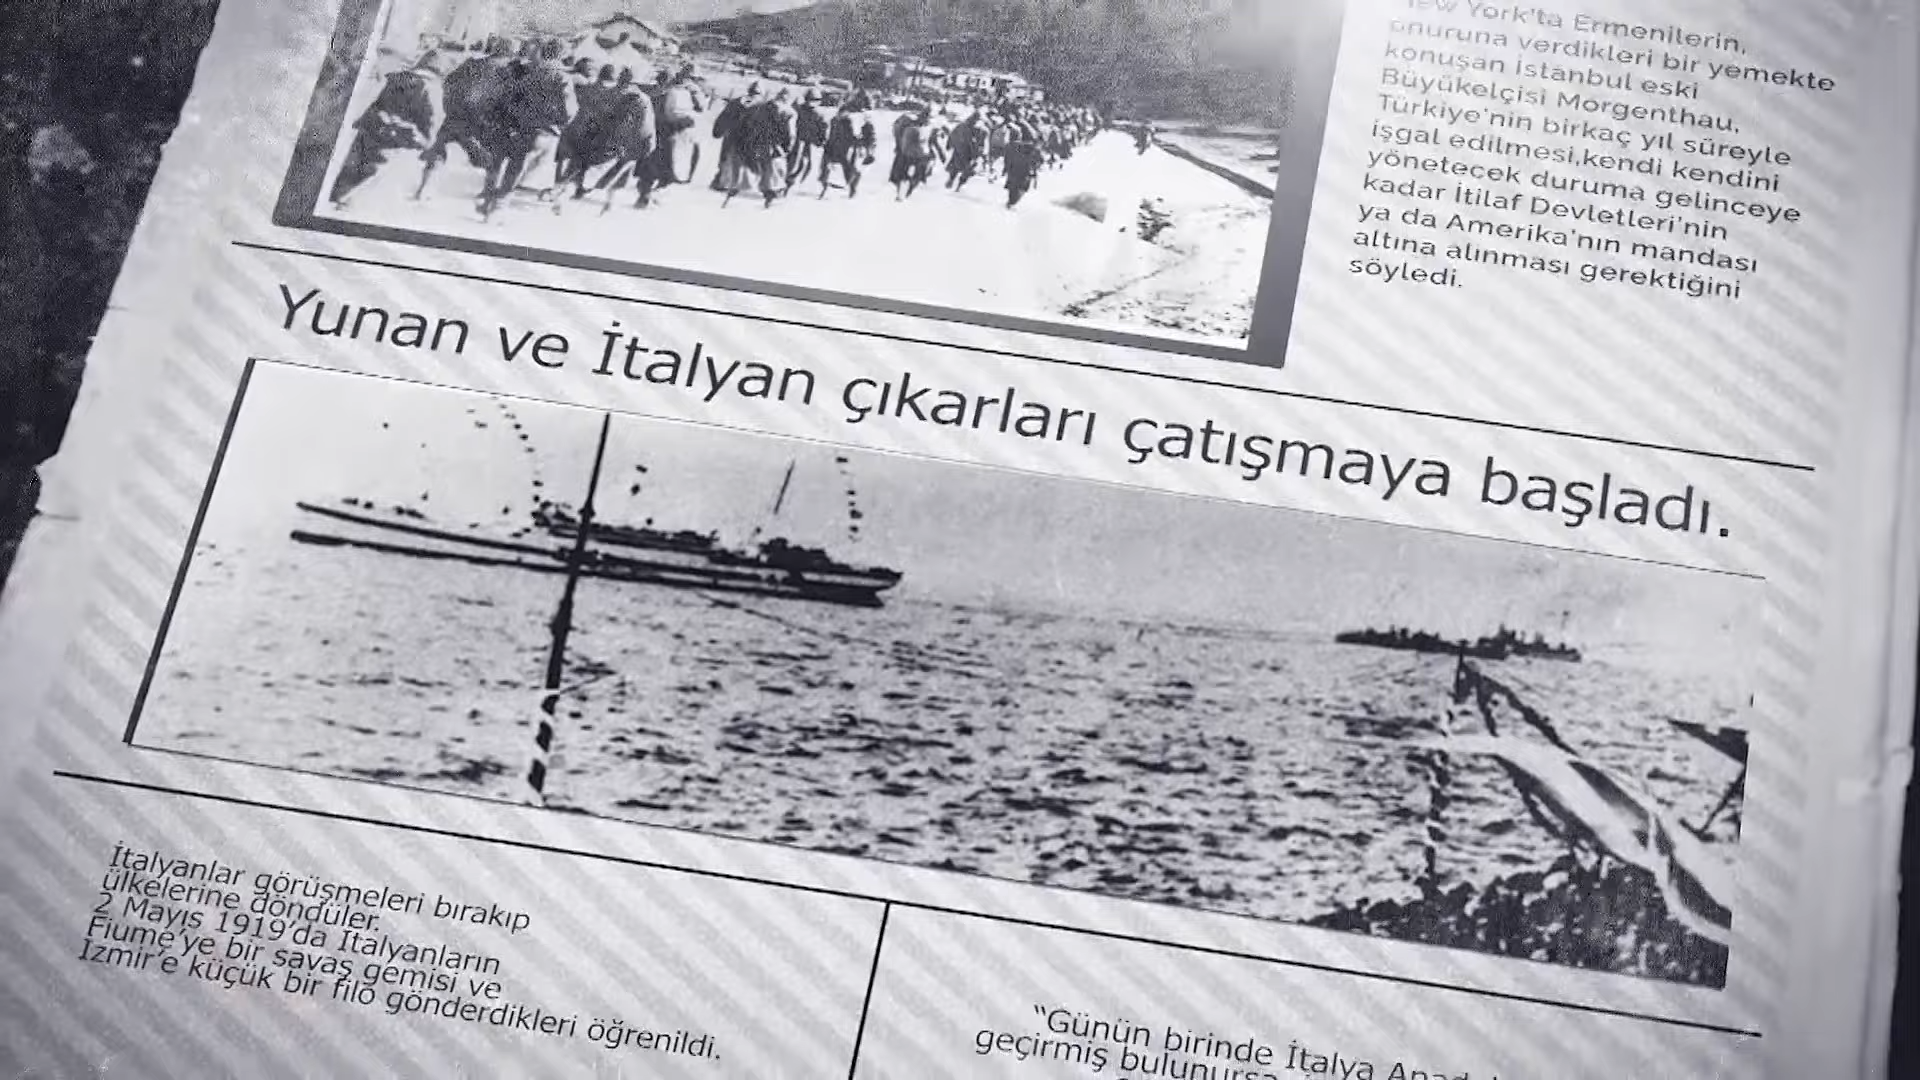 New York'ta Ermenilerin,
onuruna verdikleri bir yemekte
konuşan İstanbul eski
Büyükelçisi Morgenthau,
Türkiye'nin birkaç yıl süreyle
işgal edilmesi,kendi kendini
yönetecek duruma gelinceye
kadar İtilaf Devletleri'nin
ya da Amerika'nın mandası
altına alınması gerektiğini
söyledi.
Yunan ve İtalyan çıkarları çatışmaya başladı.
İtalyanlar görüşmeleri bırakıp
ülkelerine döndüler.
2 Mayıs 1919'da İtalyanların
Fiume'ye bir savaş gemisi ve
İzmir'e küçük bir filo gönderdikleri öğrenildi.
"Günün birinde İtalya
geçirmiş